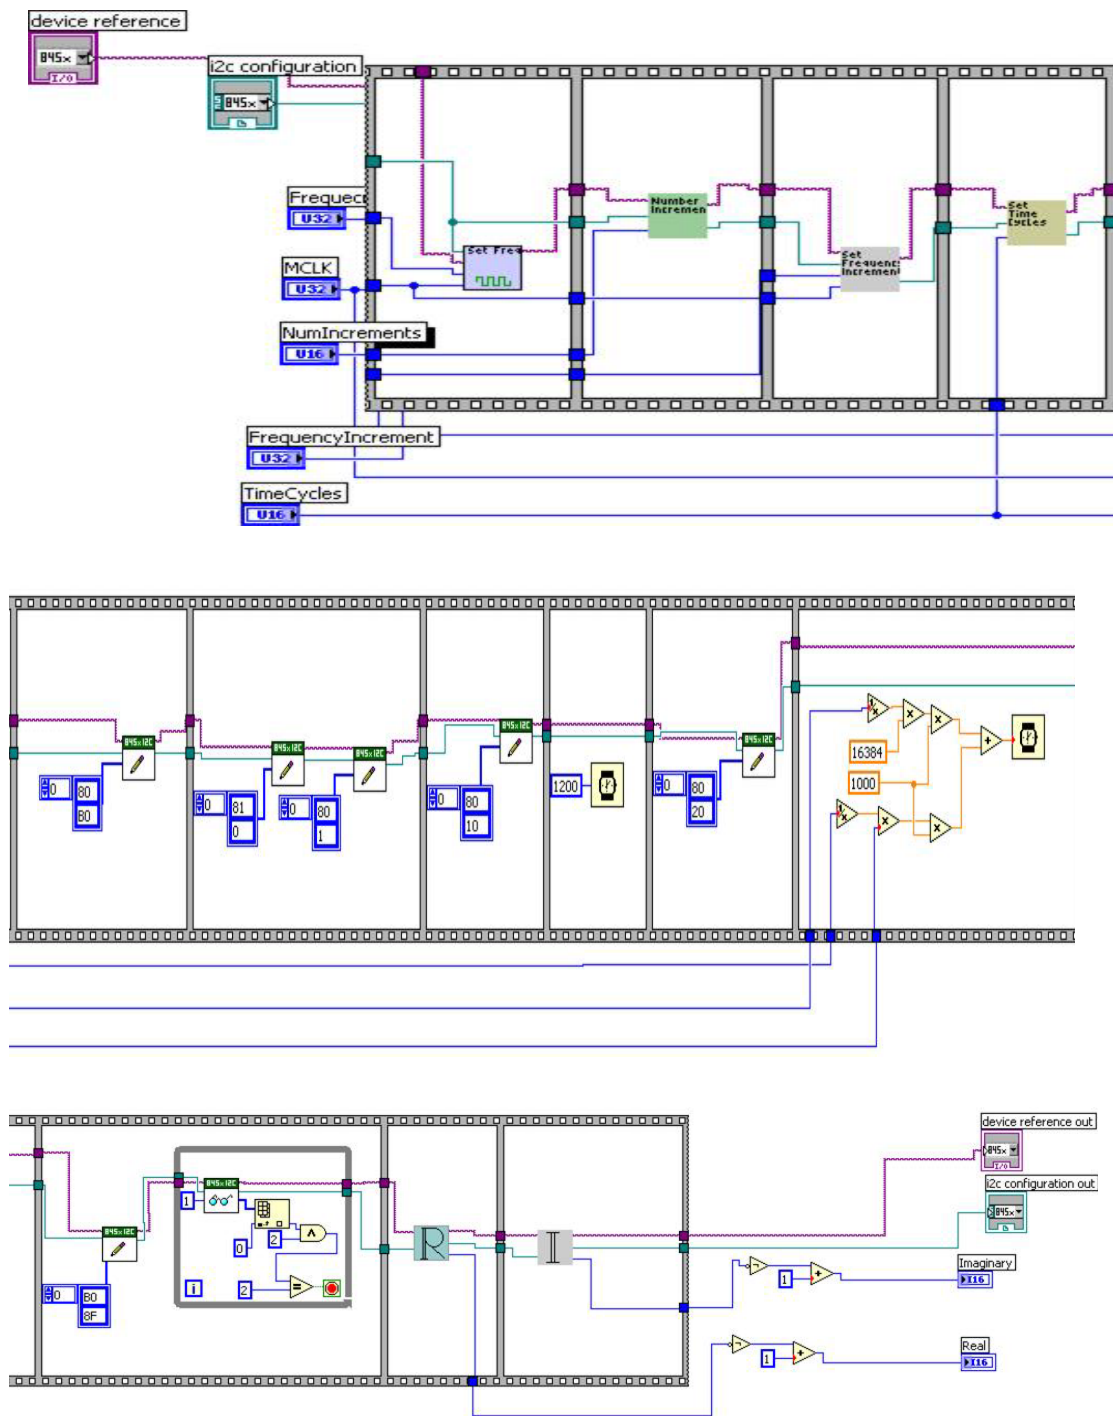 device reference
845x
I/O
i2c configuration
845x
Frequec
U32
Set Freq
Number
Incremen
Set
Frequenc
Increment
Set
Time
Cycles
MCLK
U32
NumIncrements
U16
FrequencyIncrement
U32
TimeCycles
U16
845x I2C
0
80
B0
845x I2C
0
81
0
845x I2C
0
80
1
845x I2C
0
80
10
1200
845x I2C
0
80
20
1/x
x
x
16384
+
1000
1/x
x
x
845x I2C
0
B0
8F
1
845x I2C
0
2
2
=
i
R
I
device reference out
845x
I/O
i2c configuration out
845x
Imaginary
1
+
I16
Real
1
+
I16